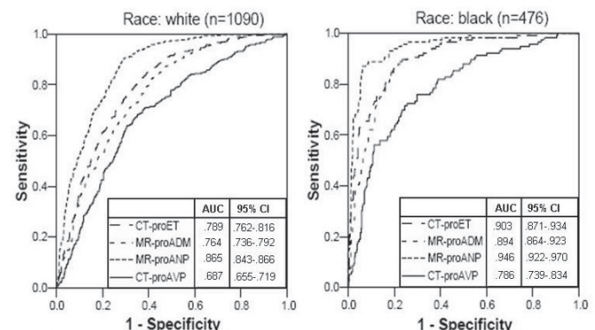 Race: white (n=1090)
Sensitivity
1.0
0.8
0.6
0.4
0.2
0.0
0.0 0.2 0.4 0.6 0.8 1.0
1 - Specificity
AUC 95% CI
CT-proET .789 .762-.816
MR-proADM .764 .736-.792
MR-proANP .865 .843-.866
CT-proAVP .687 .655-.719
Race: black (n=476)
Sensitivity
1.0
0.8
0.6
0.4
0.2
0.0
0.0 0.2 0.4 0.6 0.8 1.0
1 - Specificity
AUC 95% CI
CT-proET .903 .871-.934
MR-proADM .894 .864-.923
MR-proANP .946 .922-.970
CT-proAVP .786 .739-.834